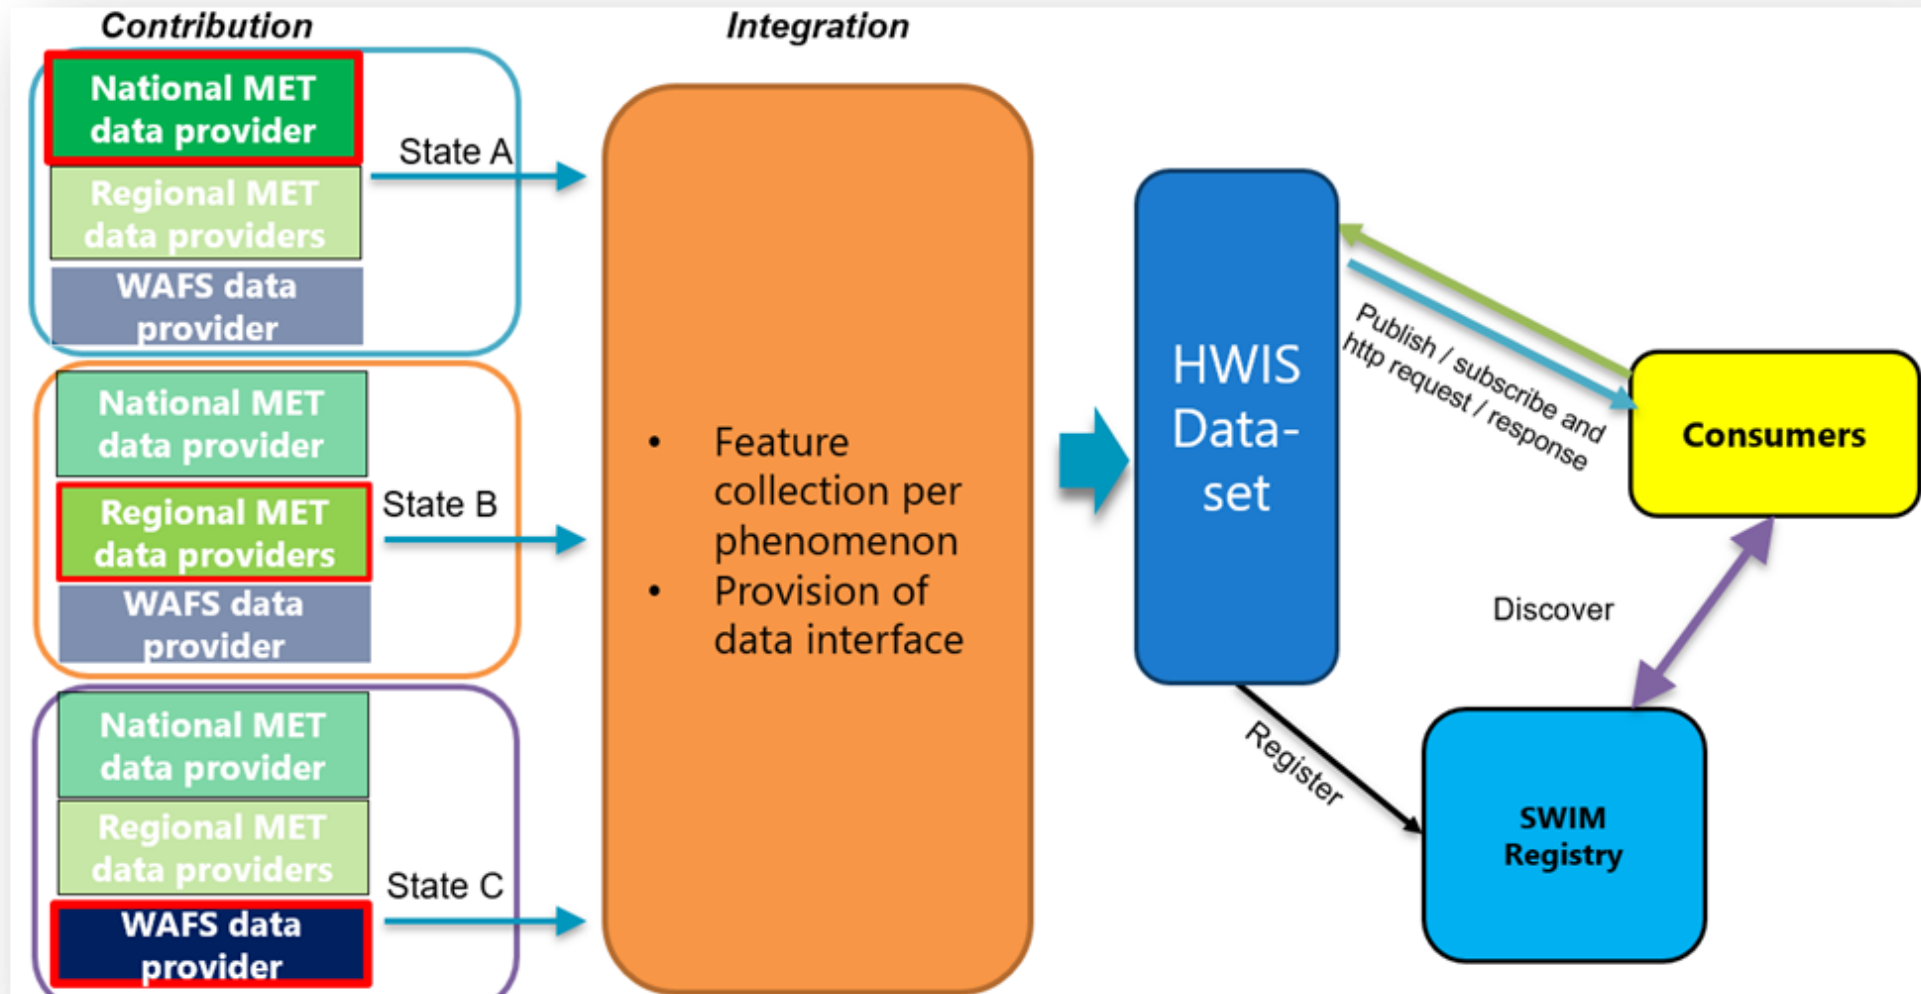 Contribution
Integration
National MET
data provider
Regional MET
data providers
WAFS data
provider
State A
National MET
data provider
Regional MET
data providers
WAFS data
provider
State B
National MET
data provider
Regional MET
data providers
WAFS data
provider
State C
• Feature
collection per
phenomenon
• Provision of
data interface
HWIS
Data-
set
Publish / subscribe and
http request / response
Consumers
Discover
Register
SWIM
Registry